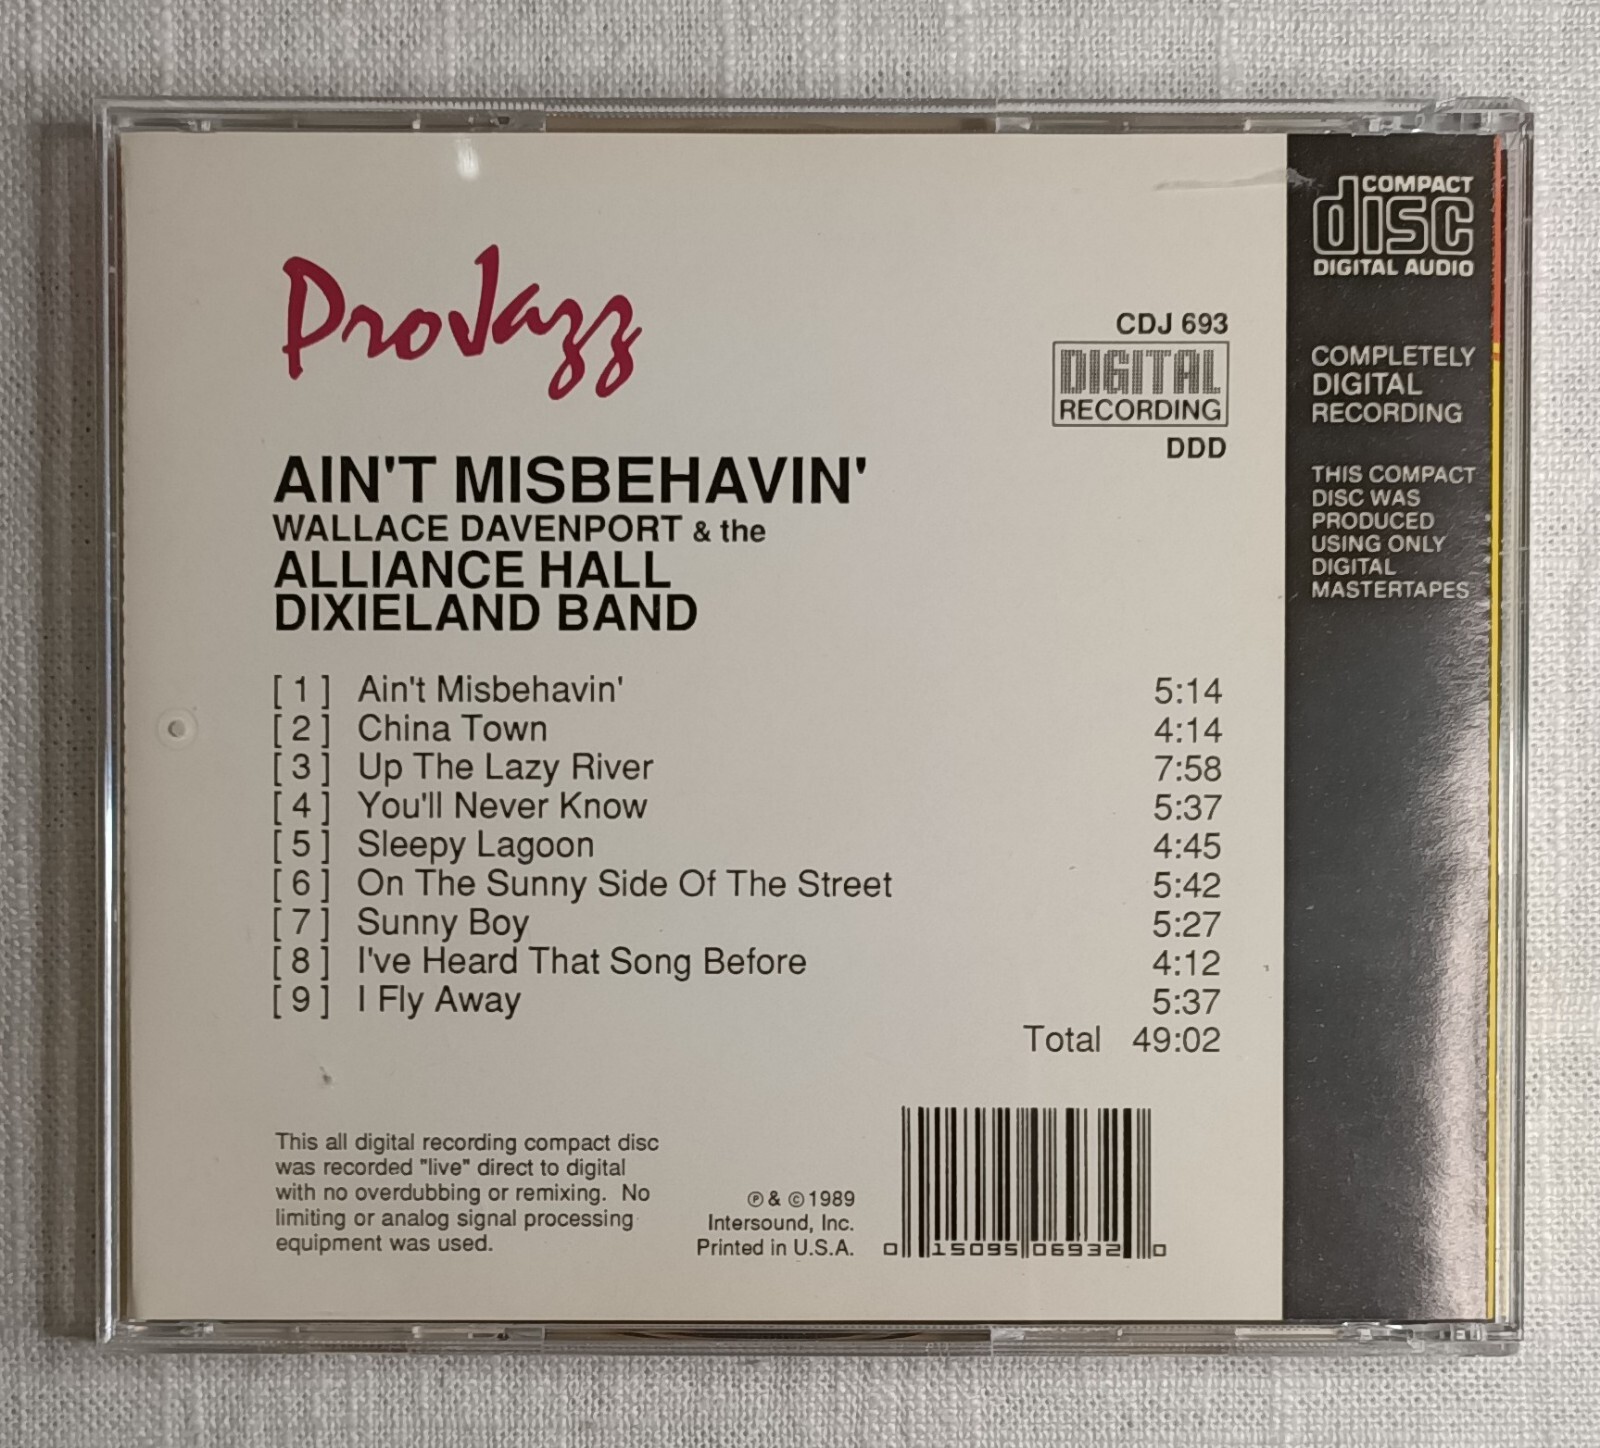 COMPACT
disc
DIGITAL AUDIO
ProJazz
CDJ 693
DIGITAL
RECORDING
DDD
COMPLETELY
DIGITAL
RECORDING
THIS COMPACT
DISC WAS
PRODUCED
USING ONLY
DIGITAL
MASTERTAPES
AIN'T MISBEHAVIN'
WALLACE DAVENPORT & the
ALLIANCE HALL
DIXIELAND BAND
[ 1 ] Ain't Misbehavin' 5:14
[ 2 ] China Town 4:14
[ 3 ] Up The Lazy River 7:58
[ 4 ] You'll Never Know 5:37
[ 5 ] Sleepy Lagoon 4:45
[ 6 ] On The Sunny Side Of The Street 5:42
[ 7 ] Sunny Boy 5:27
[ 8 ] I've Heard That Song Before 4:12
[ 9 ] I Fly Away 5:37
Total 49:02
This all digital recording compact disc
was recorded "live" direct to digital
with no overdubbing or remixing. No
limiting or analog signal processing
equipment was used.
℗ & © 1989
Intersound, Inc.
Printed in U.S.A.
0 15095 06932 0